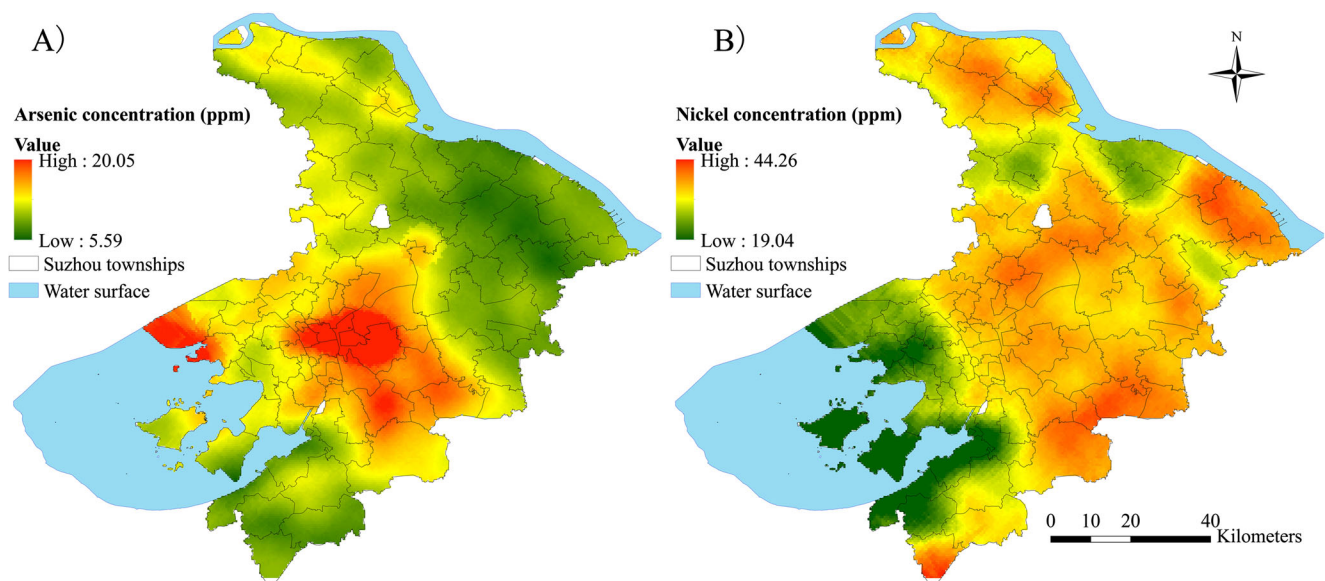 A)
Arsenic concentration (ppm)
Value
High : 20.05
Low : 5.59
Suzhou townships
Water surface
B)
N
Nickel concentration (ppm)
Value
High : 44.26
Low : 19.04
Suzhou townships
Water surface
0 10 20 40
Kilometers